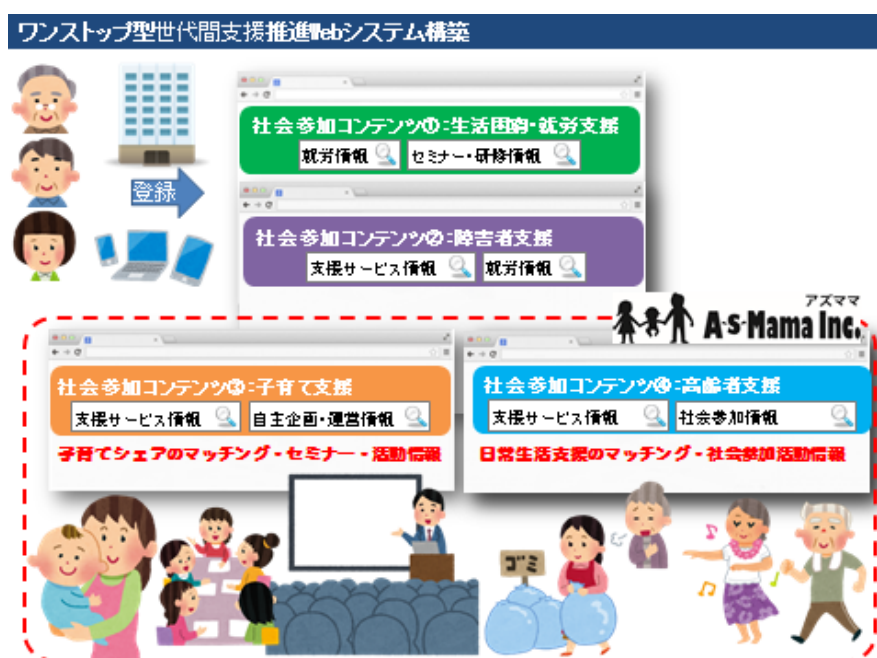 ワンストップ型世代間支援推進Webシステム構築
登録
社会参加コンテンツ①:生活困窮・就労支援
就労情報
セミナー・研修情報
社会参加コンテンツ②:障害者支援
支援サービス情報
就労情報
アズママ
A-s-Mama Inc.
社会参加コンテンツ③:子育て支援
支援サービス情報
自主企画・運営情報
子育てシェアのマッチング・セミナー・活動情報
社会参加コンテンツ④:高齢者支援
支援サービス情報
社会参加情報
日常生活支援のマッチング・社会参加活動情報
ゴミ